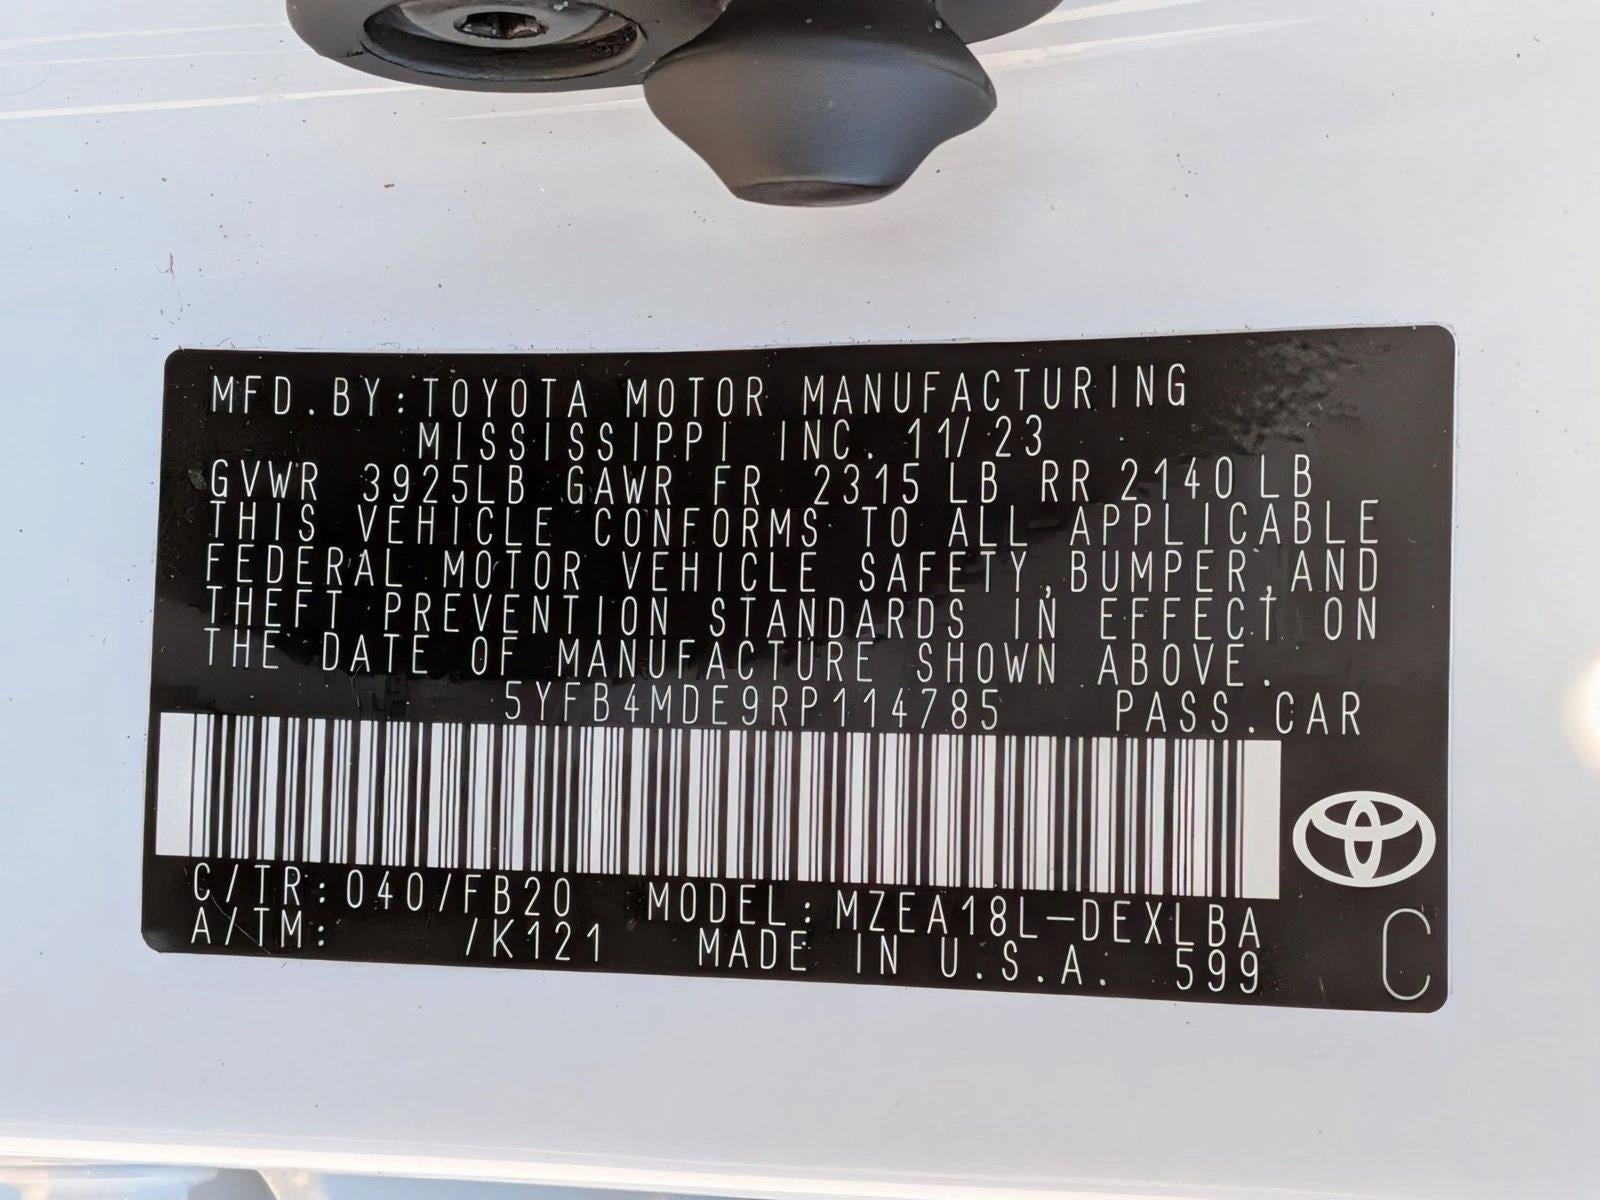 MFD.BY:TOYOTA MOTOR MANUFACTURING
MISSISSIPPI INC. 11/23
GVWR 3925LB GAWR FR 2315 LB RR 2140 LB
THIS VEHICLE CONFORMS TO ALL APPLICABLE
FEDERAL MOTOR VEHICLE SAFETY,BUMPER,AND
THEFT PREVENTION STANDARDS IN EFFECT ON
THE DATE OF MANUFACTURE SHOWN ABOVE.
5YFB4MDE9RP114785 PASS.CAR
C/TR:040/FB20 MODEL:MZEA18L-DEXLBA
A/TM: /K121 MADE IN U.S.A. 599
C